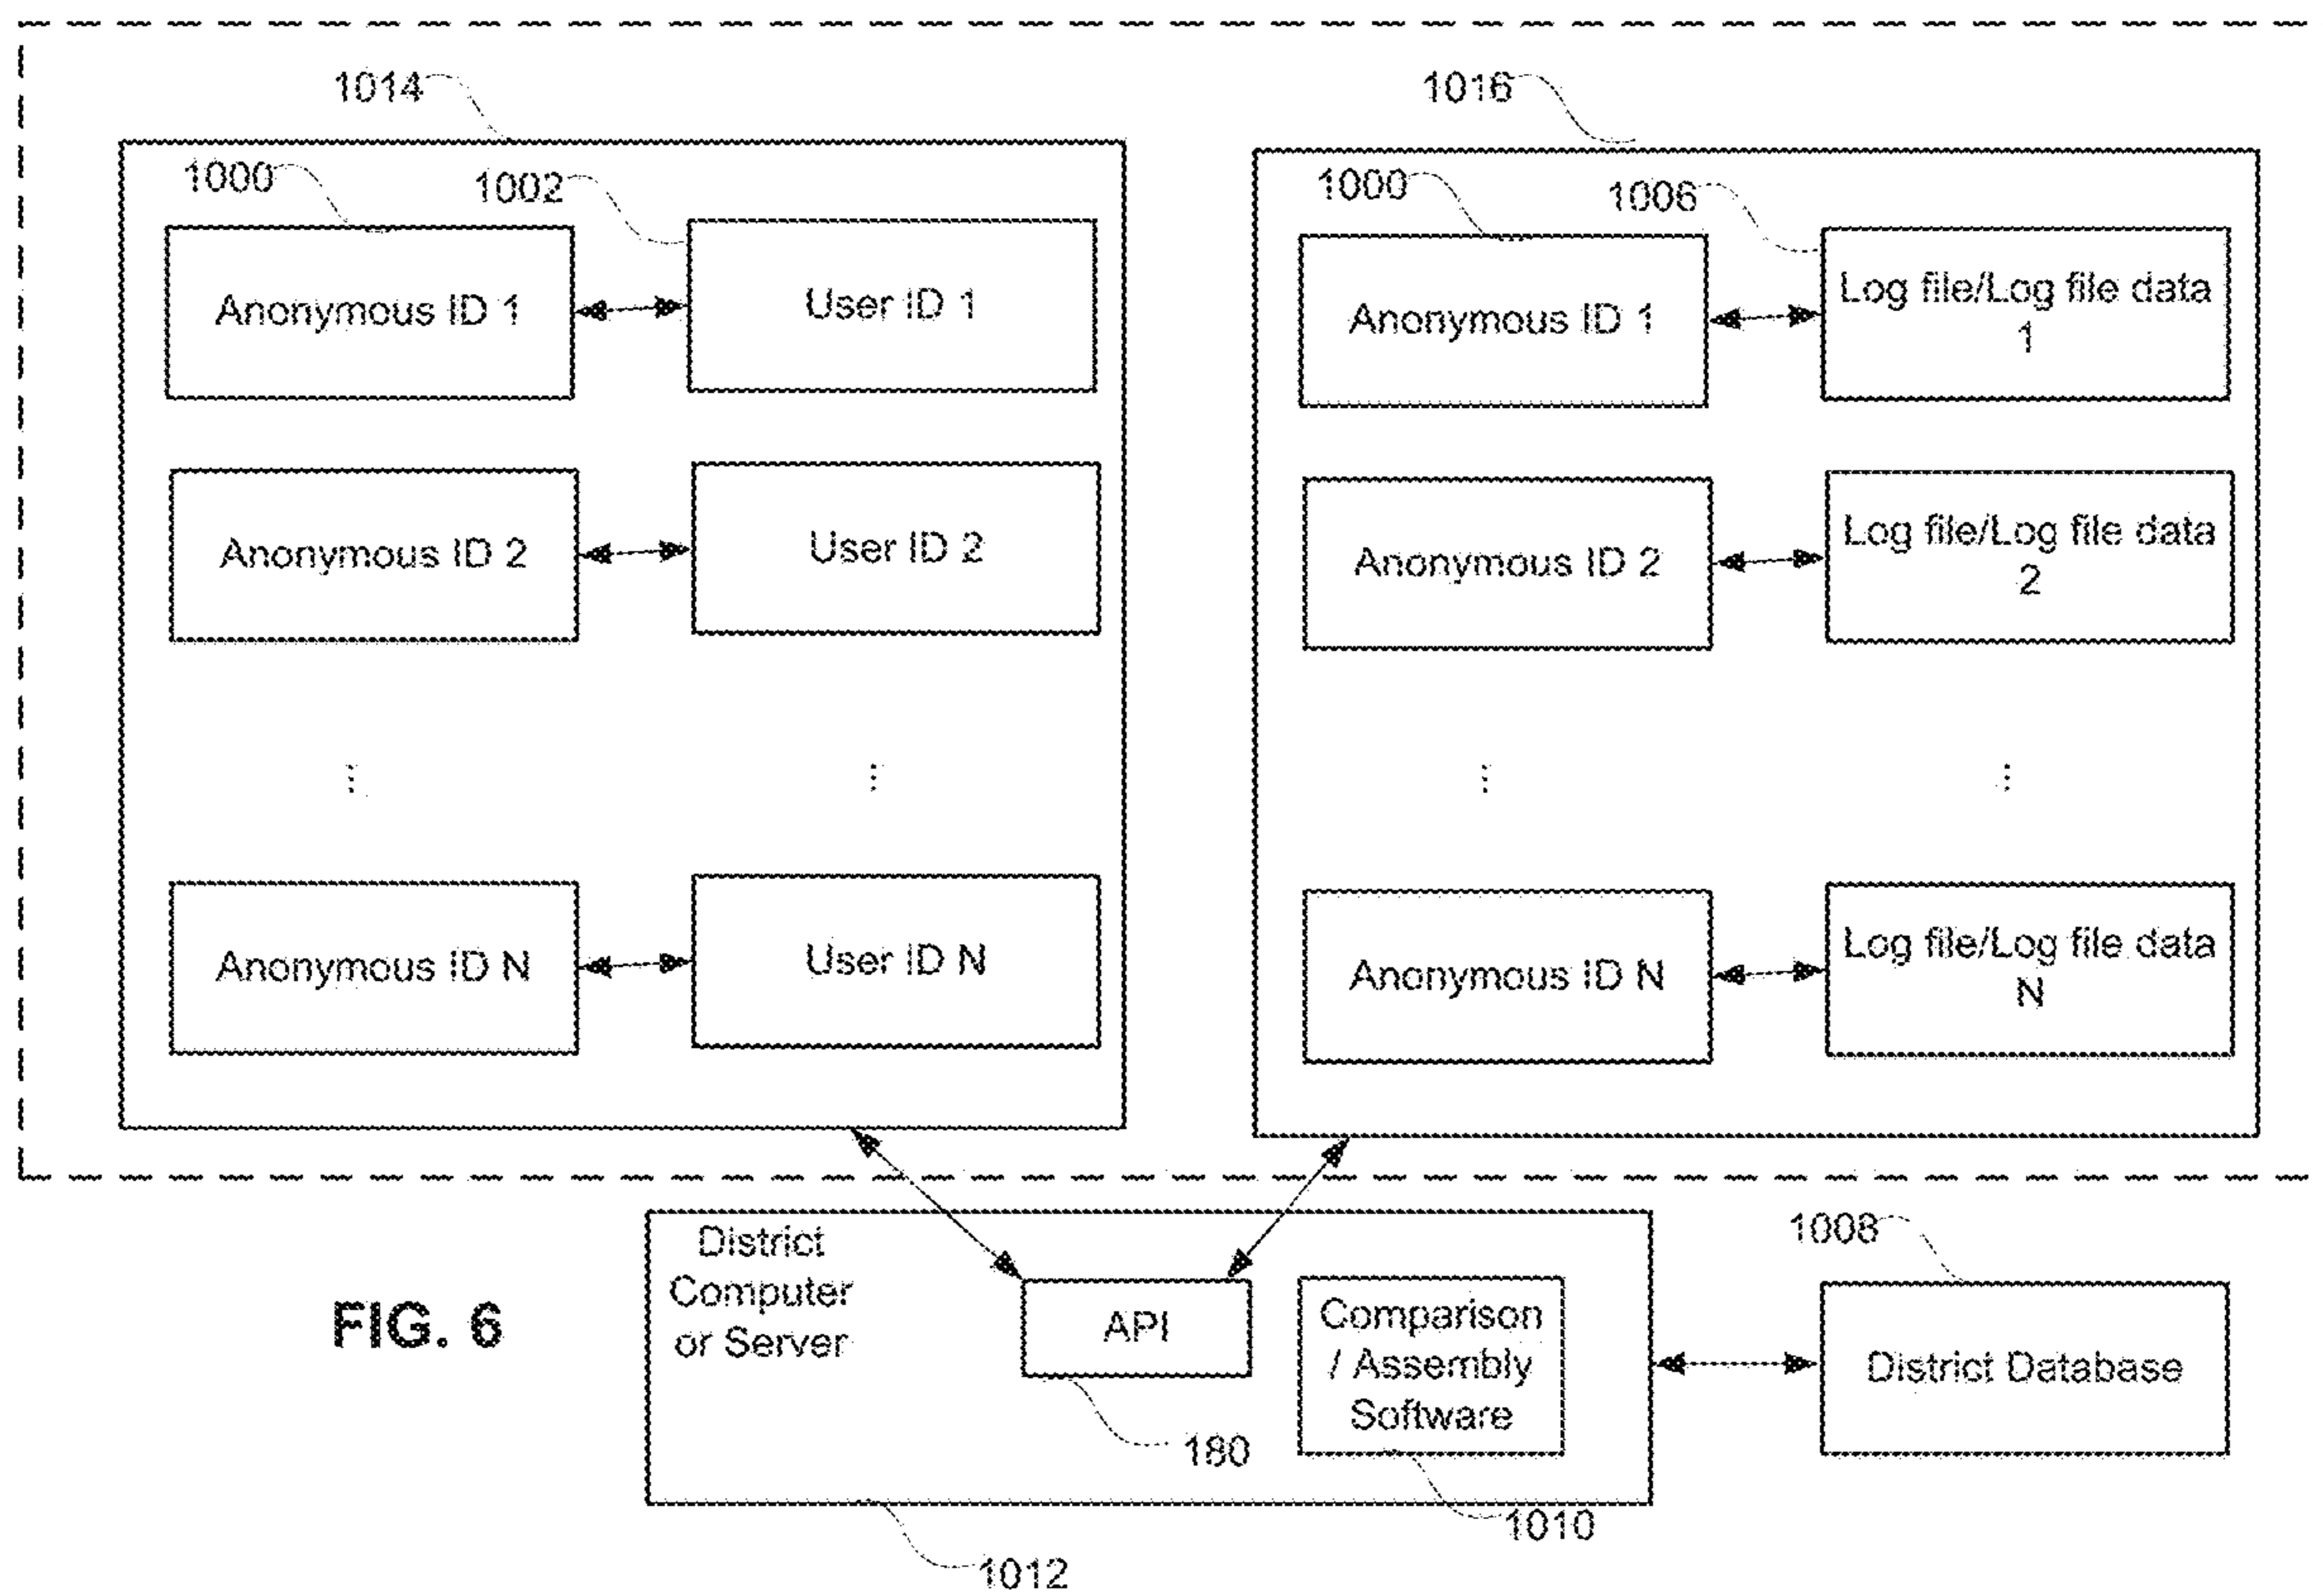 1014
1016
1000
1002
1000
1006
Anonymous ID 1
User ID 1
Anonymous ID 1
Log file/Log file data
1
Anonymous ID 2
User ID 2
Anonymous ID 2
Log file/Log file data
2
⋮
⋮
⋮
⋮
Anonymous ID N
User ID N
Anonymous ID N
Log file/Log file data
N
District
Computer
or Server
API
180
Comparison
/ Assembly
Software
1010
1012
1008
District Database
FIG. 6